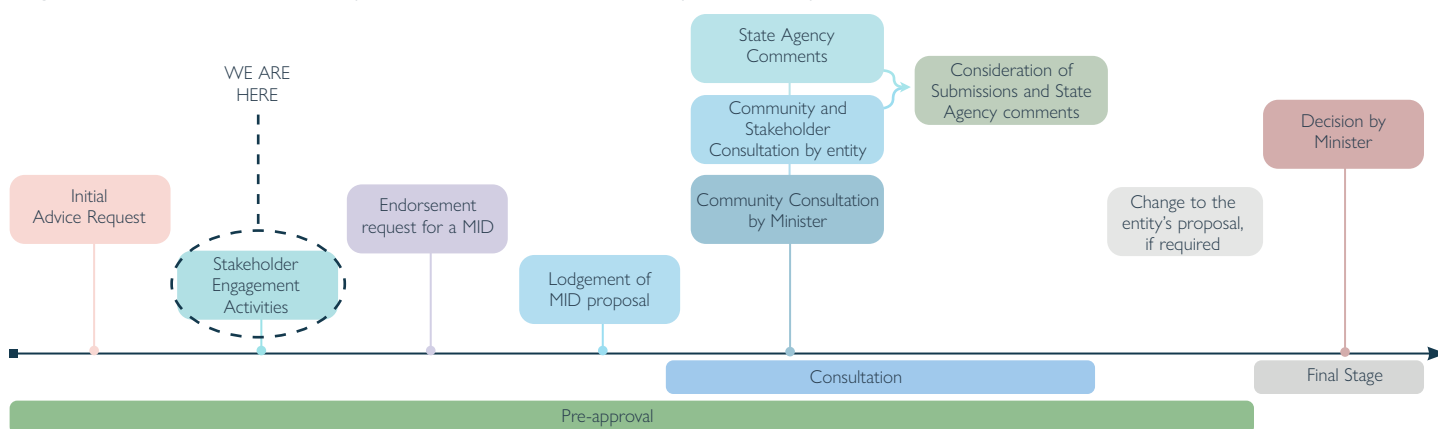 WE ARE
HERE
Initial
Advice Request
Stakeholder
Engagement
Activities
Endorsement
request for a MID
Lodgement of
MID proposal
State Agency
Comments
Community and
Stakeholder
Consultation by entity
Community Consultation
by Minister
Consideration of
Submissions and State
Agency comments
Change to the
entity's proposal,
if required
Decision by
Minister
Consultation
Final Stage
Pre-approval